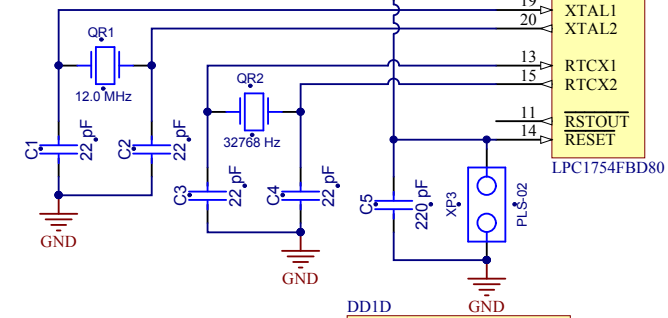 19
XTAL1
20
XTAL2
QR1
13
RTCX1
QR2
15
RTCX2
12.0 MHz
11
RSTOUT
14
RESET
32768 Hz
C1
22 pF
C2
22 pF
LPC1754FBD80
C3
22 pF
C4
22 pF
C5
220 pF
XP3
PLS-02
GND
GND
GND
DD1D